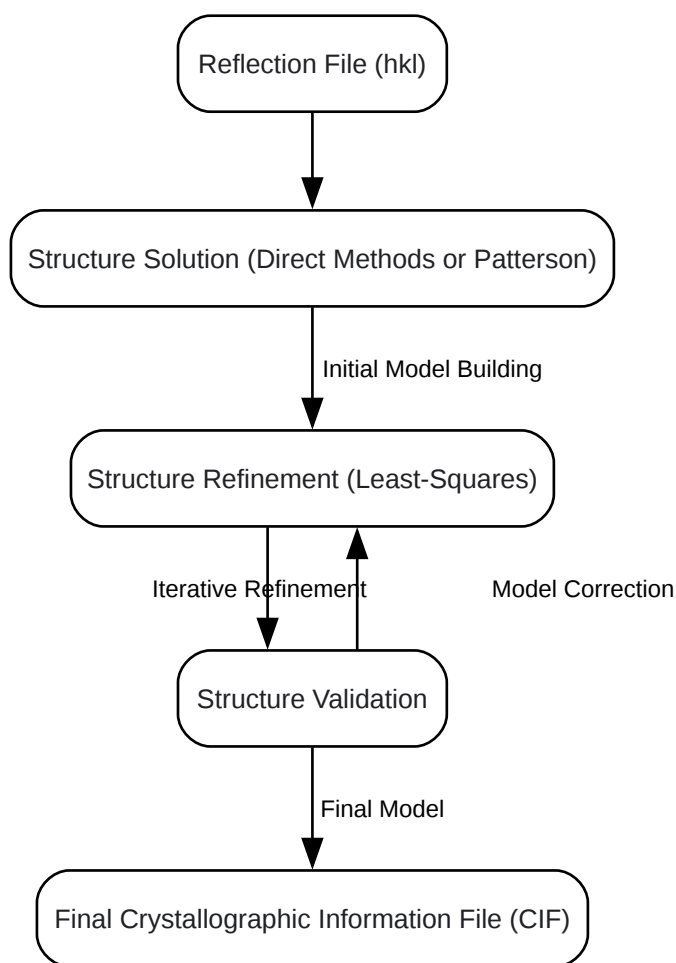 Reflection File (hkl)
Structure Solution (Direct Methods or Patterson)
Initial Model Building
Structure Refinement (Least-Squares)
Iterative Refinement
Model Correction
Structure Validation
Final Model
Final Crystallographic Information File (CIF)